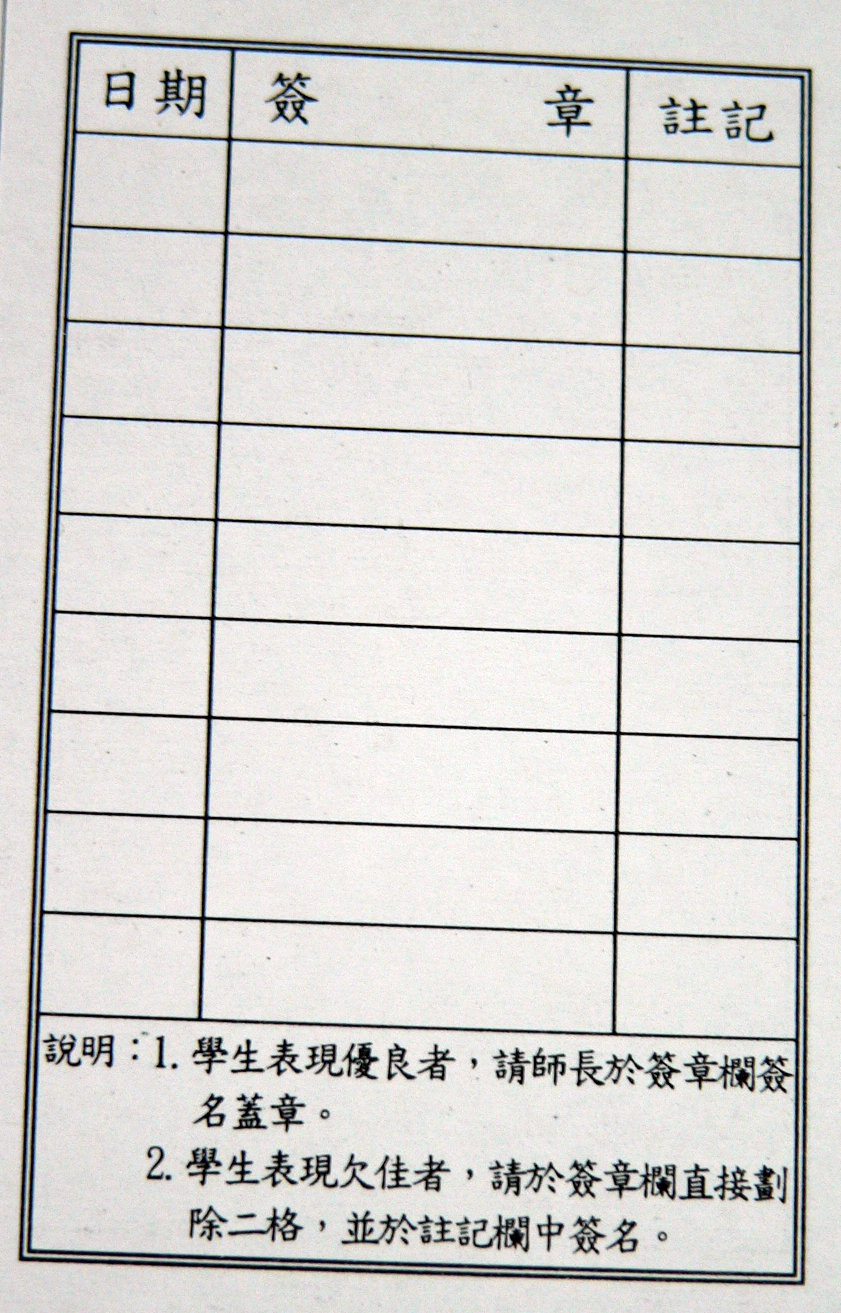 日期 簽 章 註記
說明：1. 學生表現優良者，請師長於簽章欄簽
名蓋章。
2. 學生表現欠佳者，請於簽章欄直接劃
除二格，並於註記欄中簽名。